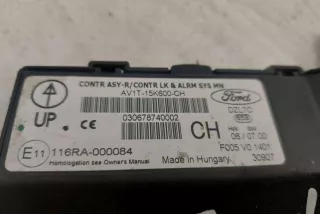 CONTR ASY-R/CONTR LK & ALRM SYS MN
AV1T-15K600-CH
Ford
UP
CE
030678740002
CH
E11
116RA-000084
Homologation see Owners Manual
Made in Hungary
F005 V0 1401
30907